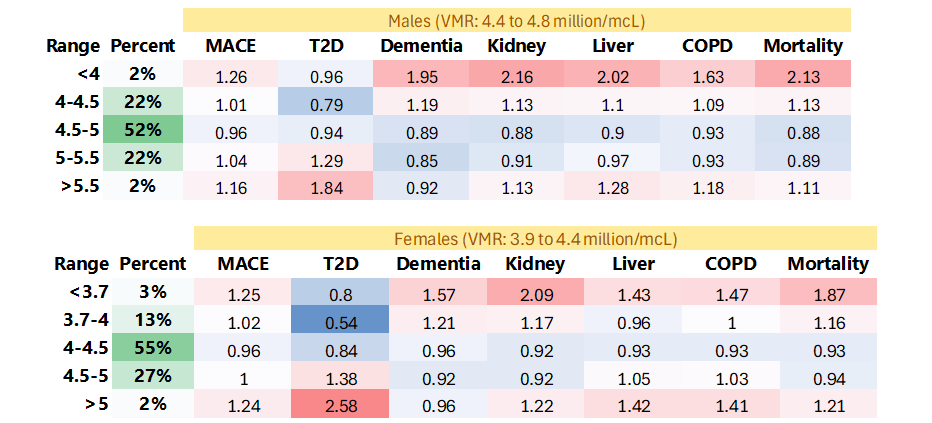 Males (VMR: 4.4 to 4.8 million/mcL)
Range Percent MACE T2D Dementia Kidney Liver COPD Mortality
<4 2% 1.26 0.96 1.95 2.16 2.02 1.63 2.13
4-4.5 22% 1.01 0.79 1.19 1.13 1.1 1.09 1.13
4.5-5 52% 0.96 0.94 0.89 0.88 0.9 0.93 0.88
5-5.5 22% 1.04 1.29 0.85 0.91 0.97 0.93 0.89
>5.5 2% 1.16 1.84 0.92 1.13 1.28 1.18 1.11
Females (VMR: 3.9 to 4.4 million/mcL)
Range Percent MACE T2D Dementia Kidney Liver COPD Mortality
<3.7 3% 1.25 0.8 1.57 2.09 1.43 1.47 1.87
3.7-4 13% 1.02 0.54 1.21 1.17 0.96 1 1.16
4-4.5 55% 0.96 0.84 0.96 0.92 0.93 0.93 0.93
4.5-5 27% 1 1.38 0.92 0.92 1.05 1.03 0.94
>5 2% 1.24 2.58 0.96 1.22 1.42 1.41 1.21